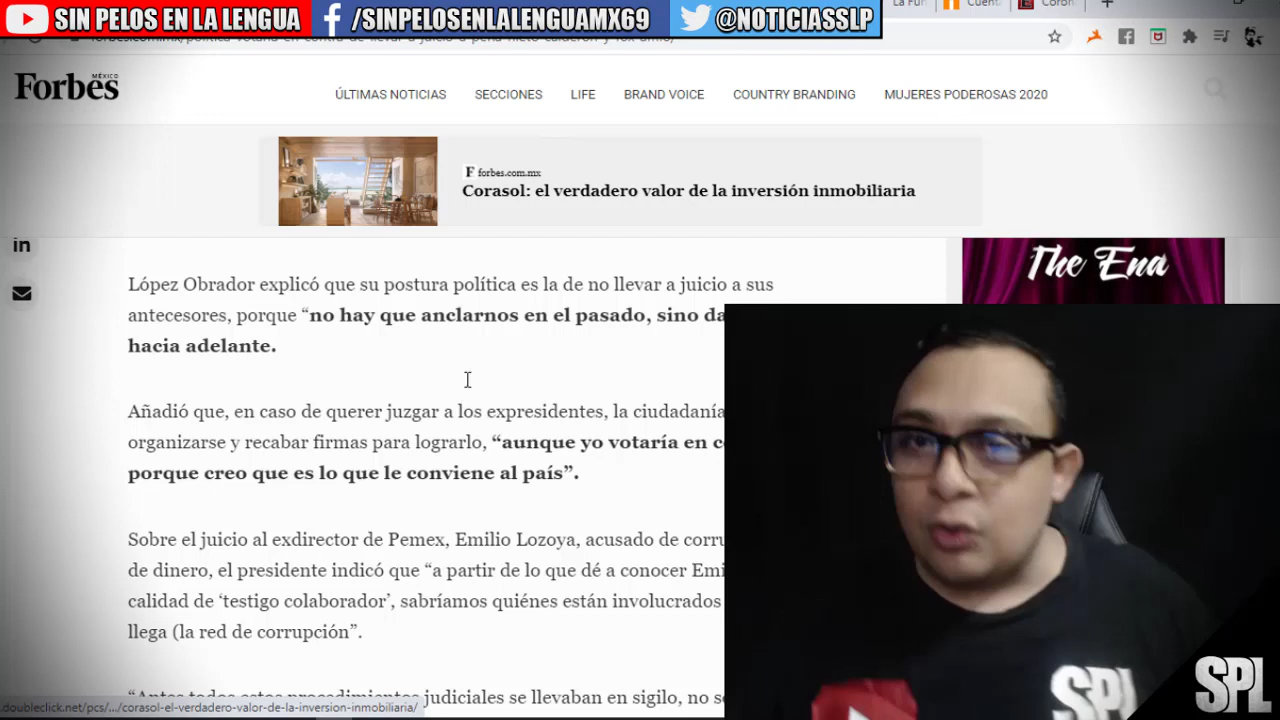 SIN PELOS EN LA LENGUA
/SINPELOSENLALENGUAMX69
@NOTICIASSLP
Forbes
MÉXICO
ÚLTIMAS NOTICIAS
SECCIONES
LIFE
BRAND VOICE
COUNTRY BRANDING
MUJERES PODEROSAS 2020
F forbes.com.mx
Corasol: el verdadero valor de la inversión inmobiliaria
in
The End
López Obrador explicó que su postura política es la de no llevar a juicio a sus
antecesores, porque “no hay que anclarnos en el pasado, sino
hacia adelante.
Añadió que, en caso de querer juzgar a los expresidentes, la ciudadanía
organizarse y recabar firmas para lograrlo, “aunque yo votaría en
porque creo que es lo que le conviene al país”.
Sobre el juicio al exdirector de Pemex, Emilio Lozoya, acusado de
de dinero, el presidente indicó que “a partir de lo que dé a conocer
calidad de ‘testigo colaborador’, sabríamos quiénes están involucrados
llega (la red de corrupción”.
“Antes todos estos procedimientos judiciales se llevaban en sigilo, no
.doubleclick.net/pcs/.../corasol-el-verdadero-valor-de-la-inversion-inmobiliaria/
SPL
SPL